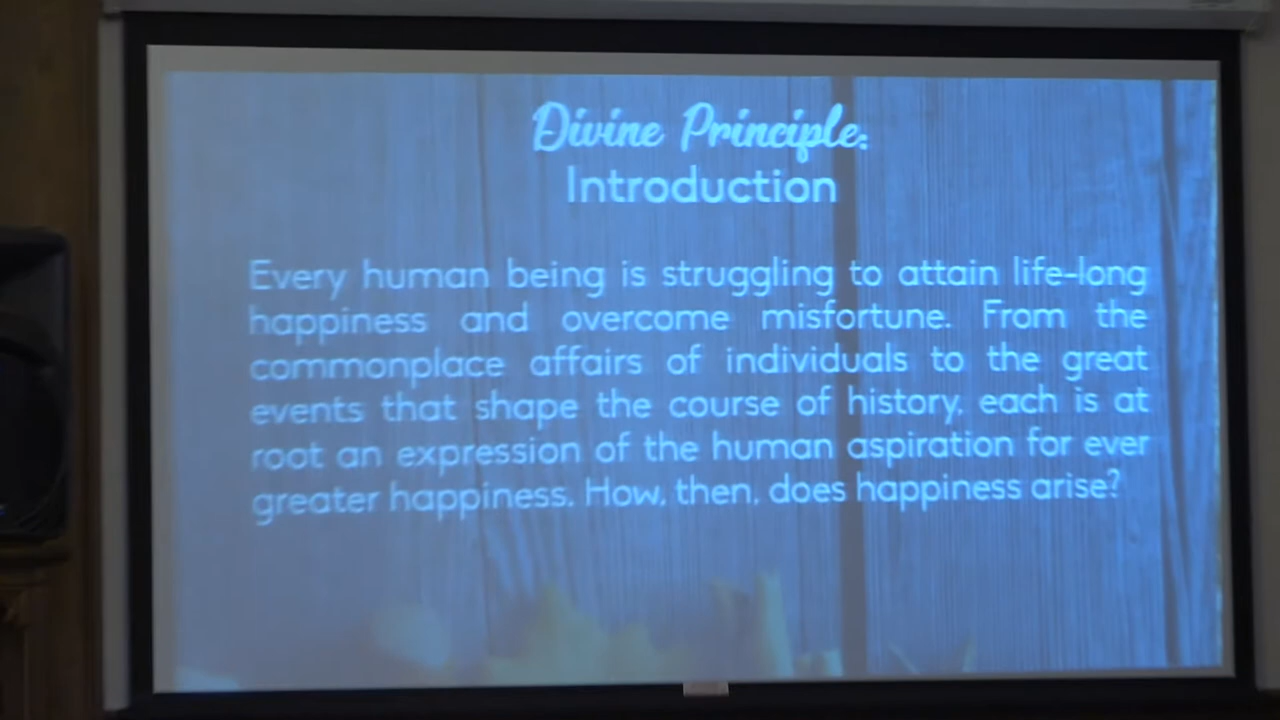 Divine Principle:
Introduction
Every human being is struggling to attain life-long
happiness and overcome misfortune. From the
commonplace affairs of individuals to the great
events that shape the course of history, each is at
root an expression of the human aspiration for ever
greater happiness. How, then, does happiness arise?